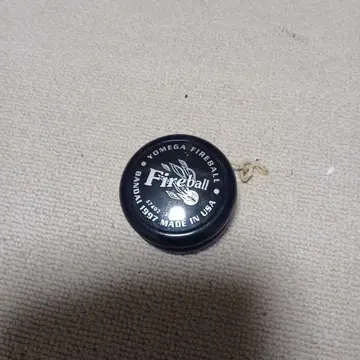 • YOMEGA FIREBALL •
Fireball
BANDAI 1997 MADE IN USA